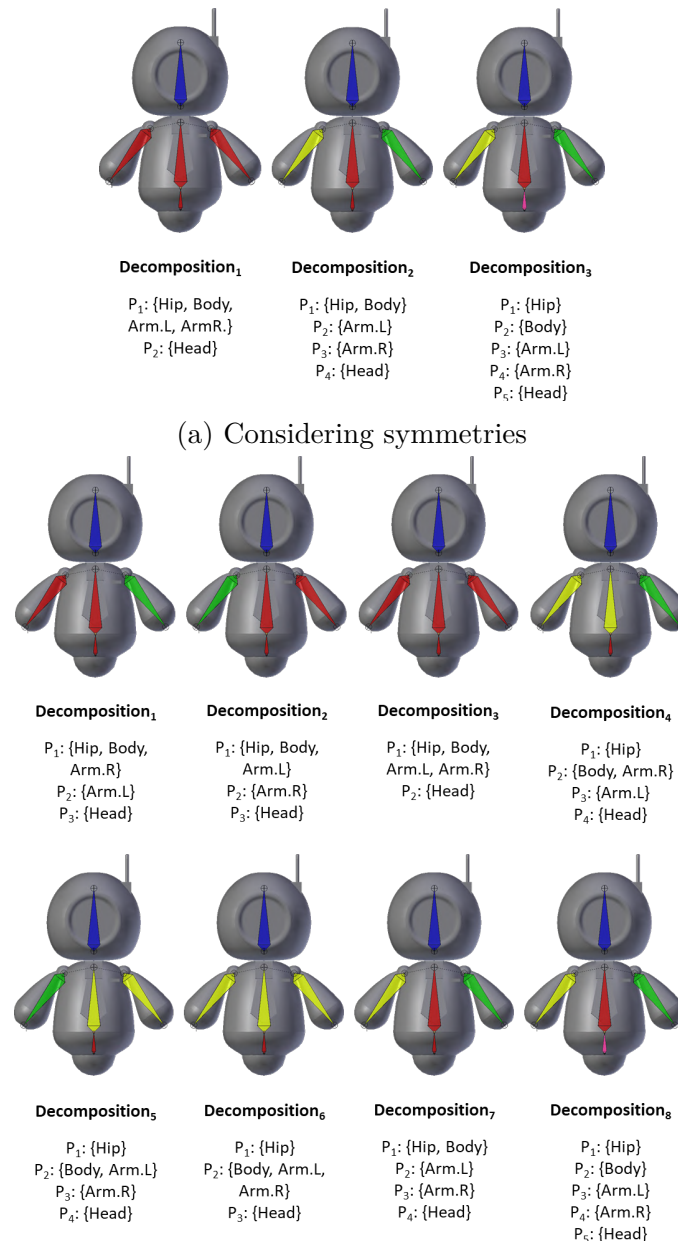 Decomposition₁ Decomposition₂ Decomposition₃
P₁: {Hip, Body, P₁: {Hip, Body} P₁: {Hip}
Arm.L, ArmR.} P₂: {Arm.L} P₂: {Body}
P₂: {Head} P₃: {Arm.R} P₃: {Arm.L}
P₄: {Head} P₄: {Arm.R}
P₅: {Head}
(a) Considering symmetries
Decomposition₁ Decomposition₂ Decomposition₃ Decomposition₄
P₁: {Hip, Body, P₁: {Hip, Body, P₁: {Hip, Body, P₁: {Hip}
Arm.R} Arm.L} Arm.L, Arm.R} P₂: {Body, Arm.R}
P₂: {Arm.L} P₂: {Arm.R} P₂: {Head} P₃: {Arm.L}
P₃: {Head} P₃: {Head} P₄: {Head}
Decomposition₅ Decomposition₆ Decomposition₇ Decomposition₈
P₁: {Hip} P₁: {Hip} P₁: {Hip, Body} P₁: {Hip}
P₂: {Body, Arm.L} P₂: {Body, Arm.L, P₂: {Arm.L} P₂: {Body}
P₃: {Arm.R} Arm.R} P₃: {Arm.R} P₃: {Arm.L}
P₄: {Head} P₃: {Head} P₄: {Head} P₄: {Arm.R}
P₅: {Head}